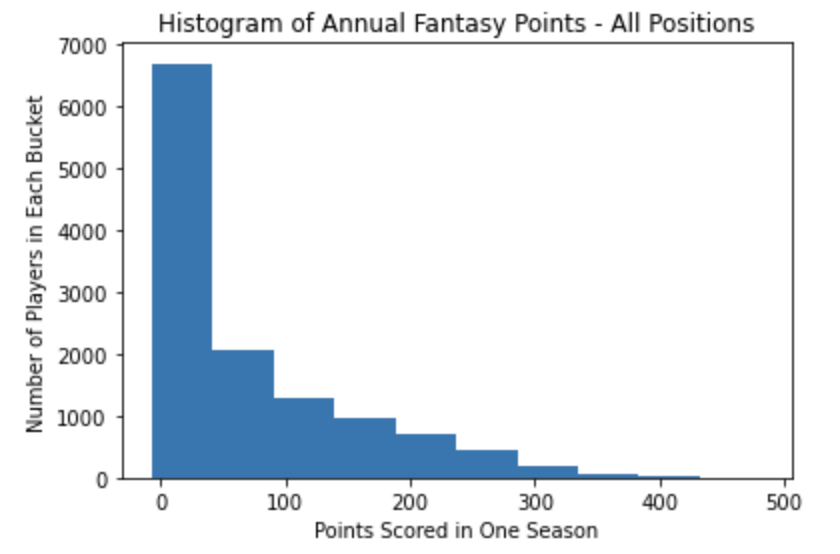 Histogram of Annual Fantasy Points - All Positions
Number of Players in Each Bucket
7000
6000
5000
4000
3000
2000
1000
0
0 100 200 300 400 500
Points Scored in One Season